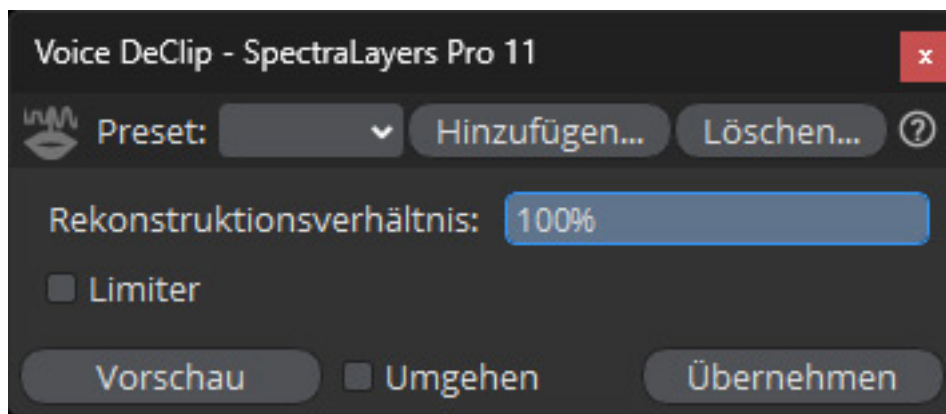 Voice DeClip - SpectraLayers Pro 11 x
Preset: Hinzufügen... Löschen... ?
Rekonstruktionsverhältnis: 100%
Limiter
Vorschau Umgehen Übernehmen